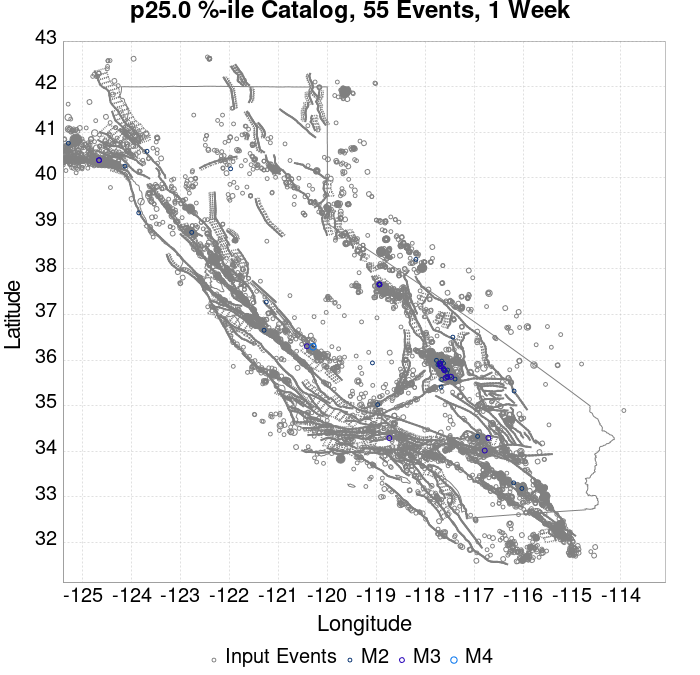 p25.0 %-ile Catalog, 55 Events, 1 Week
43
42
41
40
39
38
37
36
35
34
33
32
Latitude
-125 -124 -123 -122 -121 -120 -119 -118 -117 -116 -115 -114
Longitude
Input Events M2 M3 M4